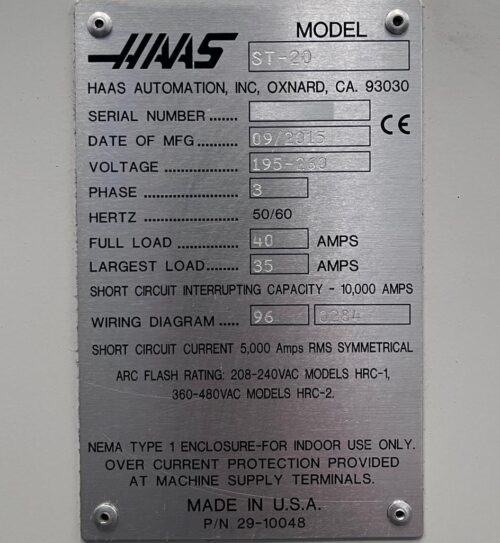 HAAS
MODEL
ST-20
HAAS AUTOMATION, INC, OXNARD, CA. 93030
SERIAL NUMBER .......
CE
DATE OF MFG .......... 09/2015
VOLTAGE ................ 195-260
PHASE .................... 3
HERTZ .................... 50/60
FULL LOAD .............. 40 AMPS
LARGEST LOAD....... 35 AMPS
SHORT CIRCUIT INTERRUPTING CAPACITY - 10,000 AMPS
WIRING DIAGRAM ..... 96 0284
SHORT CIRCUIT CURRENT 5,000 Amps RMS SYMMETRICAL
ARC FLASH RATING: 208-240VAC MODELS HRC-1,
360-480VAC MODELS HRC-2.
NEMA TYPE 1 ENCLOSURE-FOR INDOOR USE ONLY.
OVER CURRENT PROTECTION PROVIDED
AT MACHINE SUPPLY TERMINALS.
MADE IN U.S.A.
P/N 29-10048